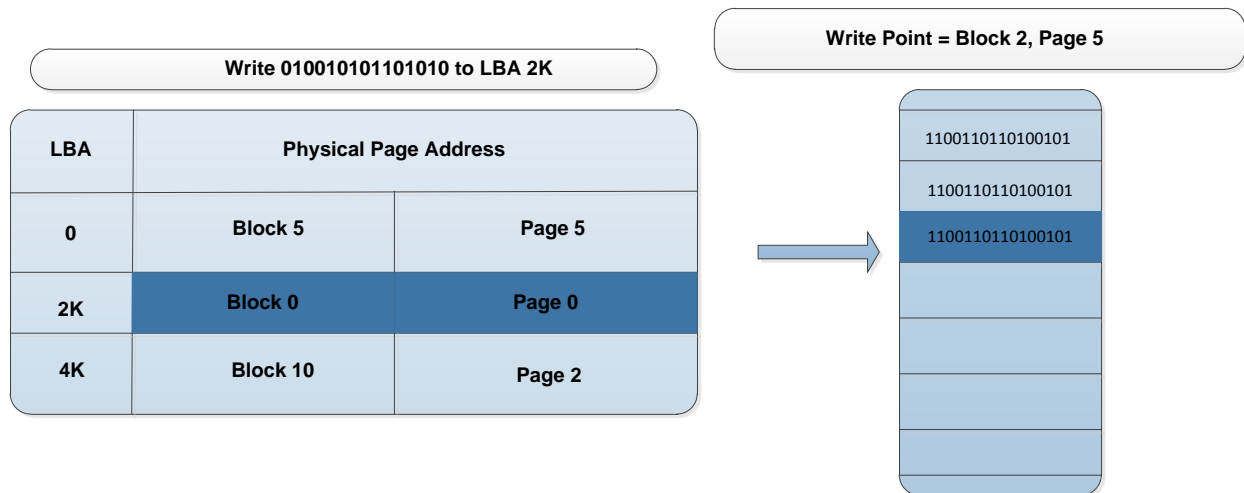 Write Point = Block 2, Page 5
Write 010010101101010 to LBA 2K
LBA Physical Page Address
0 Block 5 Page 5
2K Block 0 Page 0
4K Block 10 Page 2
1100110110100101
1100110110100101
1100110110100101